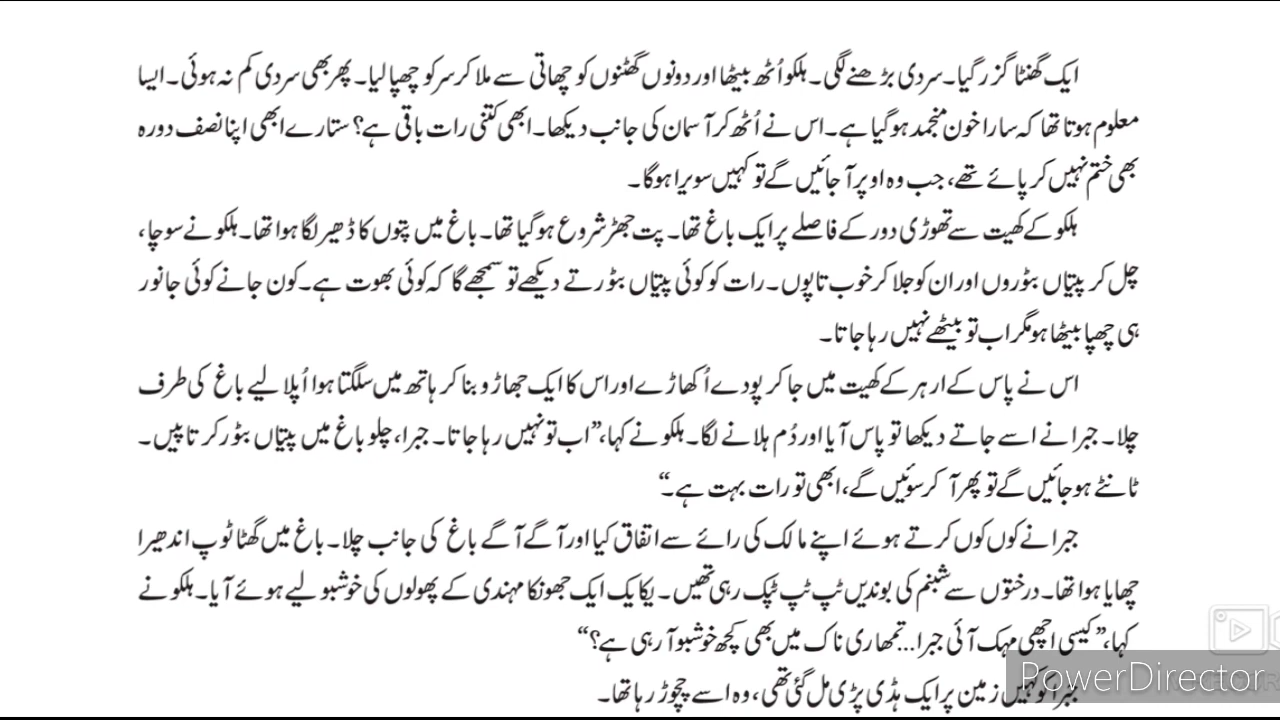 ایک گھنٹا گزر گیا۔ سردی بڑھنے لگی۔ ہلکو اُٹھ بیٹھا اور دونوں گھٹنوں کو چھاتی سے ملا کر سر کو چھپا لیا۔ پھر بھی سردی کم نہ ہوئی۔ ایسا
معلوم ہوتا تھا کہ سارا خون منجمد ہو گیا ہے۔ اس نے اُٹھ کر آسمان کی جانب دیکھا۔ ابھی کتنی رات باقی ہے؟ ستارے ابھی اپنا نصف دورہ
بھی ختم نہیں کر پائے تھے، جب وہ اوپر آ جائیں گے تو کہیں سویرا ہوگا۔
ہلکو کے کھیت سے تھوڑی دور کے فاصلے پر ایک باغ تھا۔ پت جھڑ شروع ہو گیا تھا۔ باغ میں پتوں کا ڈھیر لگا ہوا تھا۔ ہلکو نے سوچا،
چل کر پتیّاں بٹوروں اور ان کو جلا کر خوب تاپوں۔ رات کو کوئی پتیّاں بٹورتے دیکھے تو سمجھے گا کہ کوئی بھوت ہے۔ کون جانے کوئی جانور
ہی چھپا بیٹھا ہو مگر اب تو بیٹھے نہیں رہا جاتا۔
اس نے پاس کے ارہر کے کھیت میں جا کر پودے اُکھاڑے اور اس کا ایک جھاڑو بنا کر ہاتھ میں سلگتا ہوا اُپلا لیے باغ کی طرف
چلا۔ جبرا نے اسے جاتے دیکھا تو پاس آیا اور دُم ہلانے لگا۔ ہلکو نے کہا، ”اب تو نہیں رہا جاتا۔ جبرا، چلو باغ میں پتیّاں بٹور کر تاپیں۔
ٹانٹے ہو جائیں گے تو پھر آ کر سوئیں گے، ابھی تو رات بہت ہے۔“
جبرا نے کوں کوں کرتے ہوئے اپنے مالک کی رائے سے اتفاق کیا اور آگے آگے باغ کی جانب چلا۔ باغ میں گھٹا ٹوپ اندھیرا
چھایا ہوا تھا۔ درختوں سے شبنم کی بوندیں ٹپ ٹپ ٹپک رہی تھیں۔ یکا یک ایک جھونکا مہندی کے پھولوں کی خوشبو لیے ہوئے آیا۔ ہلکو نے
کہا، ”کیسی اچھی مہک آئی جبرا... تمھاری ناک میں بھی کچھ خوشبو آ رہی ہے؟“
جبرا کو کہیں زمین پر ایک ہڈی پڑی مل گئی تھی، وہ اسے چچوڑ رہا تھا۔
PowerDirector